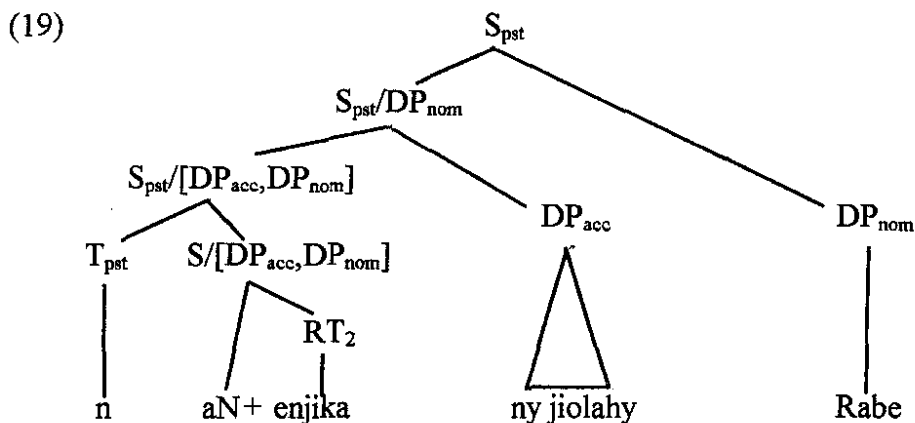 (19)
S_pst
S_pst/DP_nom
S_pst/[DP_acc,DP_nom]
DP_acc DP_nom
T_pst S/[DP_acc,DP_nom]
RT_2
n aN+ enjika ny jiolahy Rabe